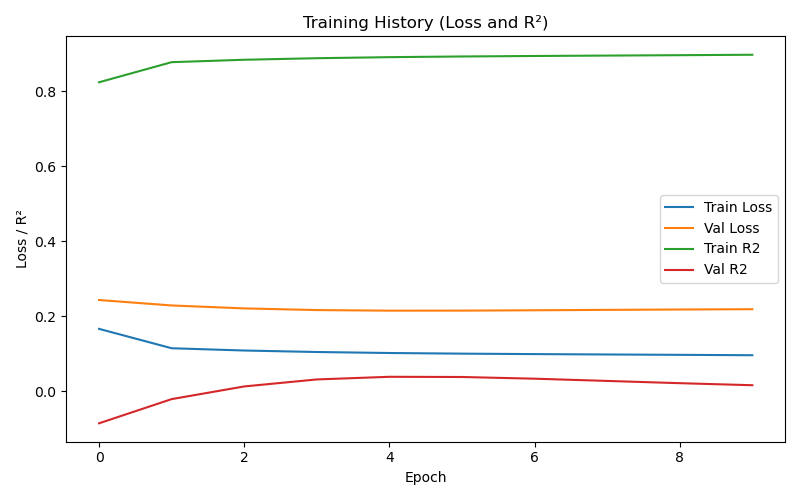 Training History (Loss and R²)
Loss / R²
0.8
0.6
0.4
0.2
0.0
Train Loss
Val Loss
Train R2
Val R2
0 2 4 6 8
Epoch